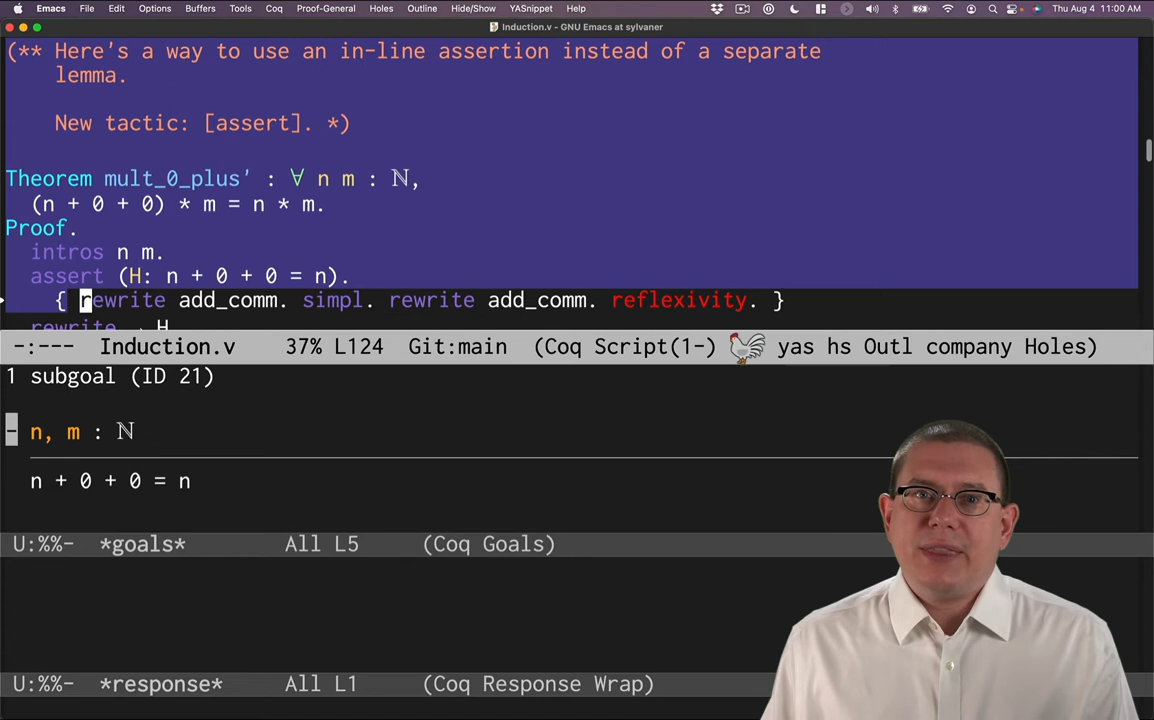 Emacs File Edit Options Buffers Tools Coq Proof-General Holes Outline Hide/Show YASnippet Help Thu Aug 4 11:00 AM
Induction.v - GNU Emacs at sylvaner
(** Here's a way to use an in-line assertion instead of a separate
lemma.
New tactic: [assert]. *)
Theorem mult_0_plus' : ∀ n m : ℕ,
(n + 0 + 0) * m = n * m.
Proof.
intros n m.
assert (H: n + 0 + 0 = n).
{ rewrite add_comm. simpl. rewrite add_comm. reflexivity. }
rewrite → H
-:--- Induction.v 37% L124 Git:main (Coq Script(1-) 🐓 yas hs Outl company Holes)
1 subgoal (ID 21)
- n, m : ℕ
n + 0 + 0 = n
U:%%- *goals* All L5 (Coq Goals)
U:%%- *response* All L1 (Coq Response Wrap)